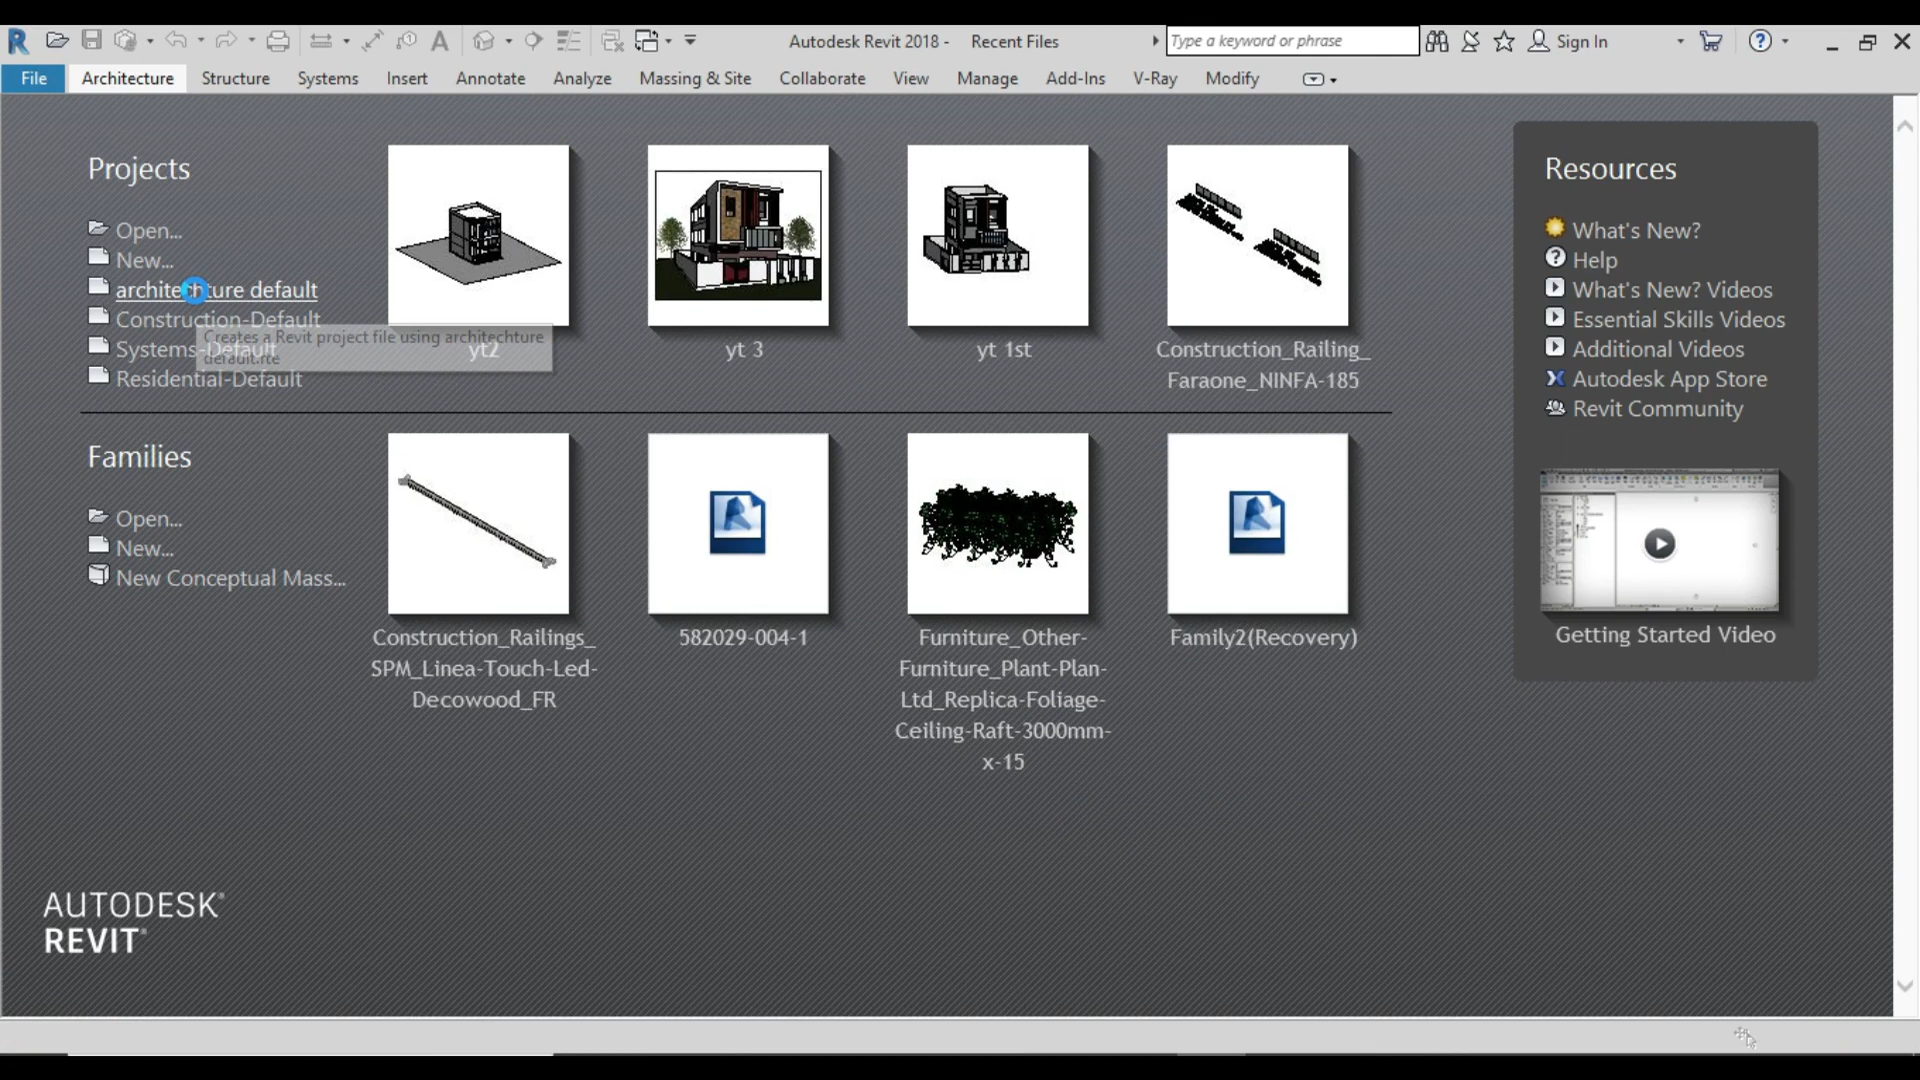 Autodesk Revit 2018 - Recent Files
Type a keyword or phrase
Sign In
File Architecture Structure Systems Insert Annotate Analyze Massing & Site Collaborate View Manage Add-Ins V-Ray Modify
Projects
Open...
New...
architechture default
Construction-Default
Systems-Default
Residential-Default
Creates a Revit project file using architechture
default.rte
yt2
yt 3
yt 1st
Construction_Railing_
Faraone_NINFA-185
Families
Open...
New...
New Conceptual Mass...
Construction_Railings_
SPM_Linea-Touch-Led-
Decowood_FR
582029-004-1
Furniture_Other-
Furniture_Plant-Plan-
Ltd_Replica-Foliage-
Ceiling-Raft-3000mm-
x-15
Family2(Recovery)
Resources
What's New?
Help
What's New? Videos
Essential Skills Videos
Additional Videos
Autodesk App Store
Revit Community
Getting Started Video
AUTODESK®
REVIT®